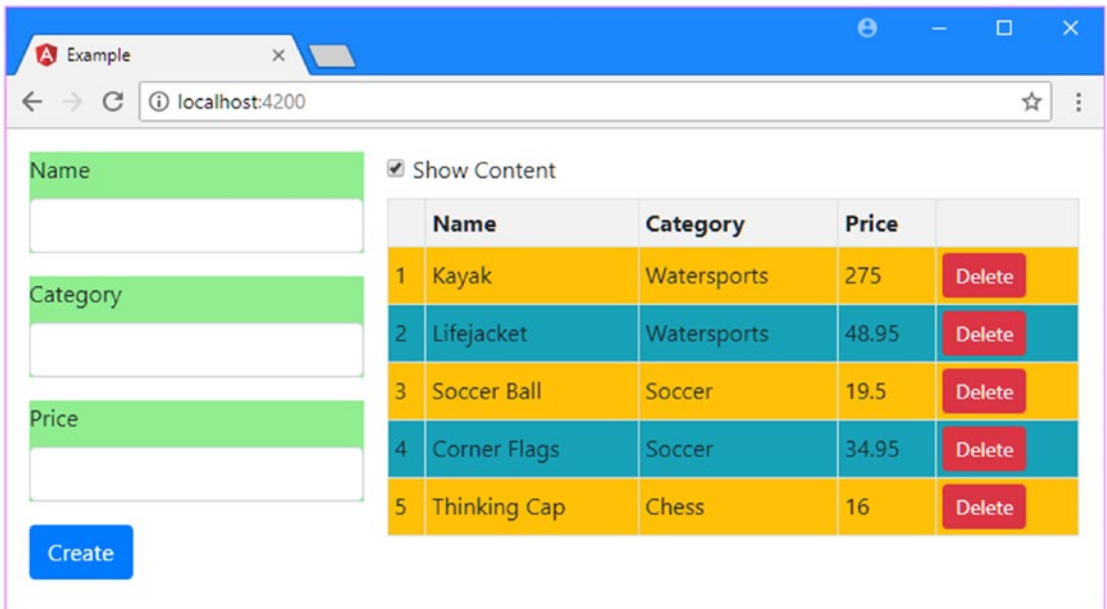 Example
localhost:4200
Name
Category
Price
Create
Show Content
Name Category Price
1 Kayak Watersports 275 Delete
2 Lifejacket Watersports 48.95 Delete
3 Soccer Ball Soccer 19.5 Delete
4 Corner Flags Soccer 34.95 Delete
5 Thinking Cap Chess 16 Delete